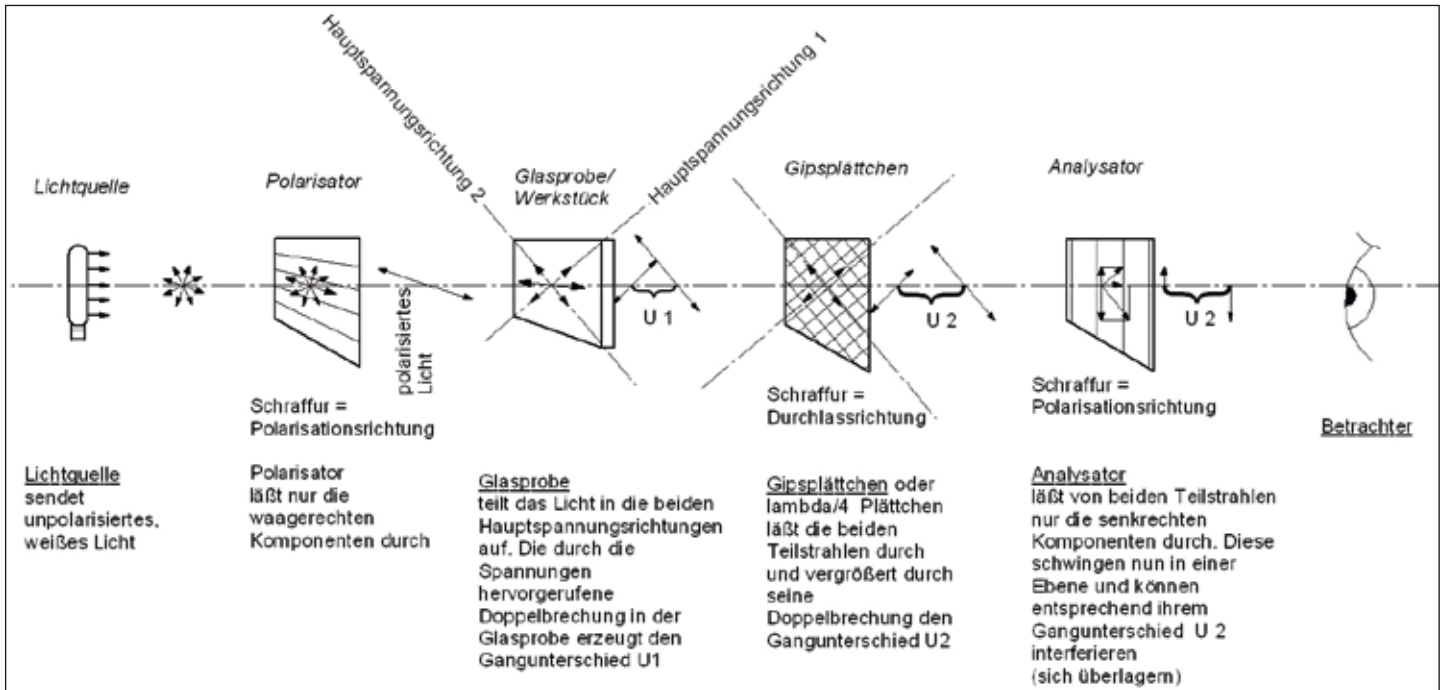 Hauptspannungsrichtung 2
Hauptspannungsrichtung 1
Lichtquelle
Polarisator
Glasprobe/
Werkstück
Gipsplättchen
Analysator
polarisiertes
Licht
U 1
U 2
U 2
Schraffur =
Polarisationsrichtung
Schraffur =
Durchlassrichtung
Schraffur =
Polarisationsrichtung
Betrachter
Lichtquelle
sendet
unpolarisiertes,
weißes Licht
Polarisator
läßt nur die
waagerechten
Komponenten durch
Glasprobe
teilt das Licht in die beiden
Hauptspannungsrichtungen
auf. Die durch die
Spannungen
hervorgerufene
Doppelbrechung in der
Glasprobe erzeugt den
Gangunterschied U1
Gipsplättchen oder
lambda/4 Plättchen
läßt die beiden
Teilstrahlen durch
und vergrößert durch
seine
Doppelbrechung den
Gangunterschied U2
Analysator
läßt von beiden Teilstrahlen
nur die senkrechten
Komponenten durch. Diese
schwingen nun in einer
Ebene und können
entsprechend ihrem
Gangunterschied U 2
interferieren
(sich überlagern)